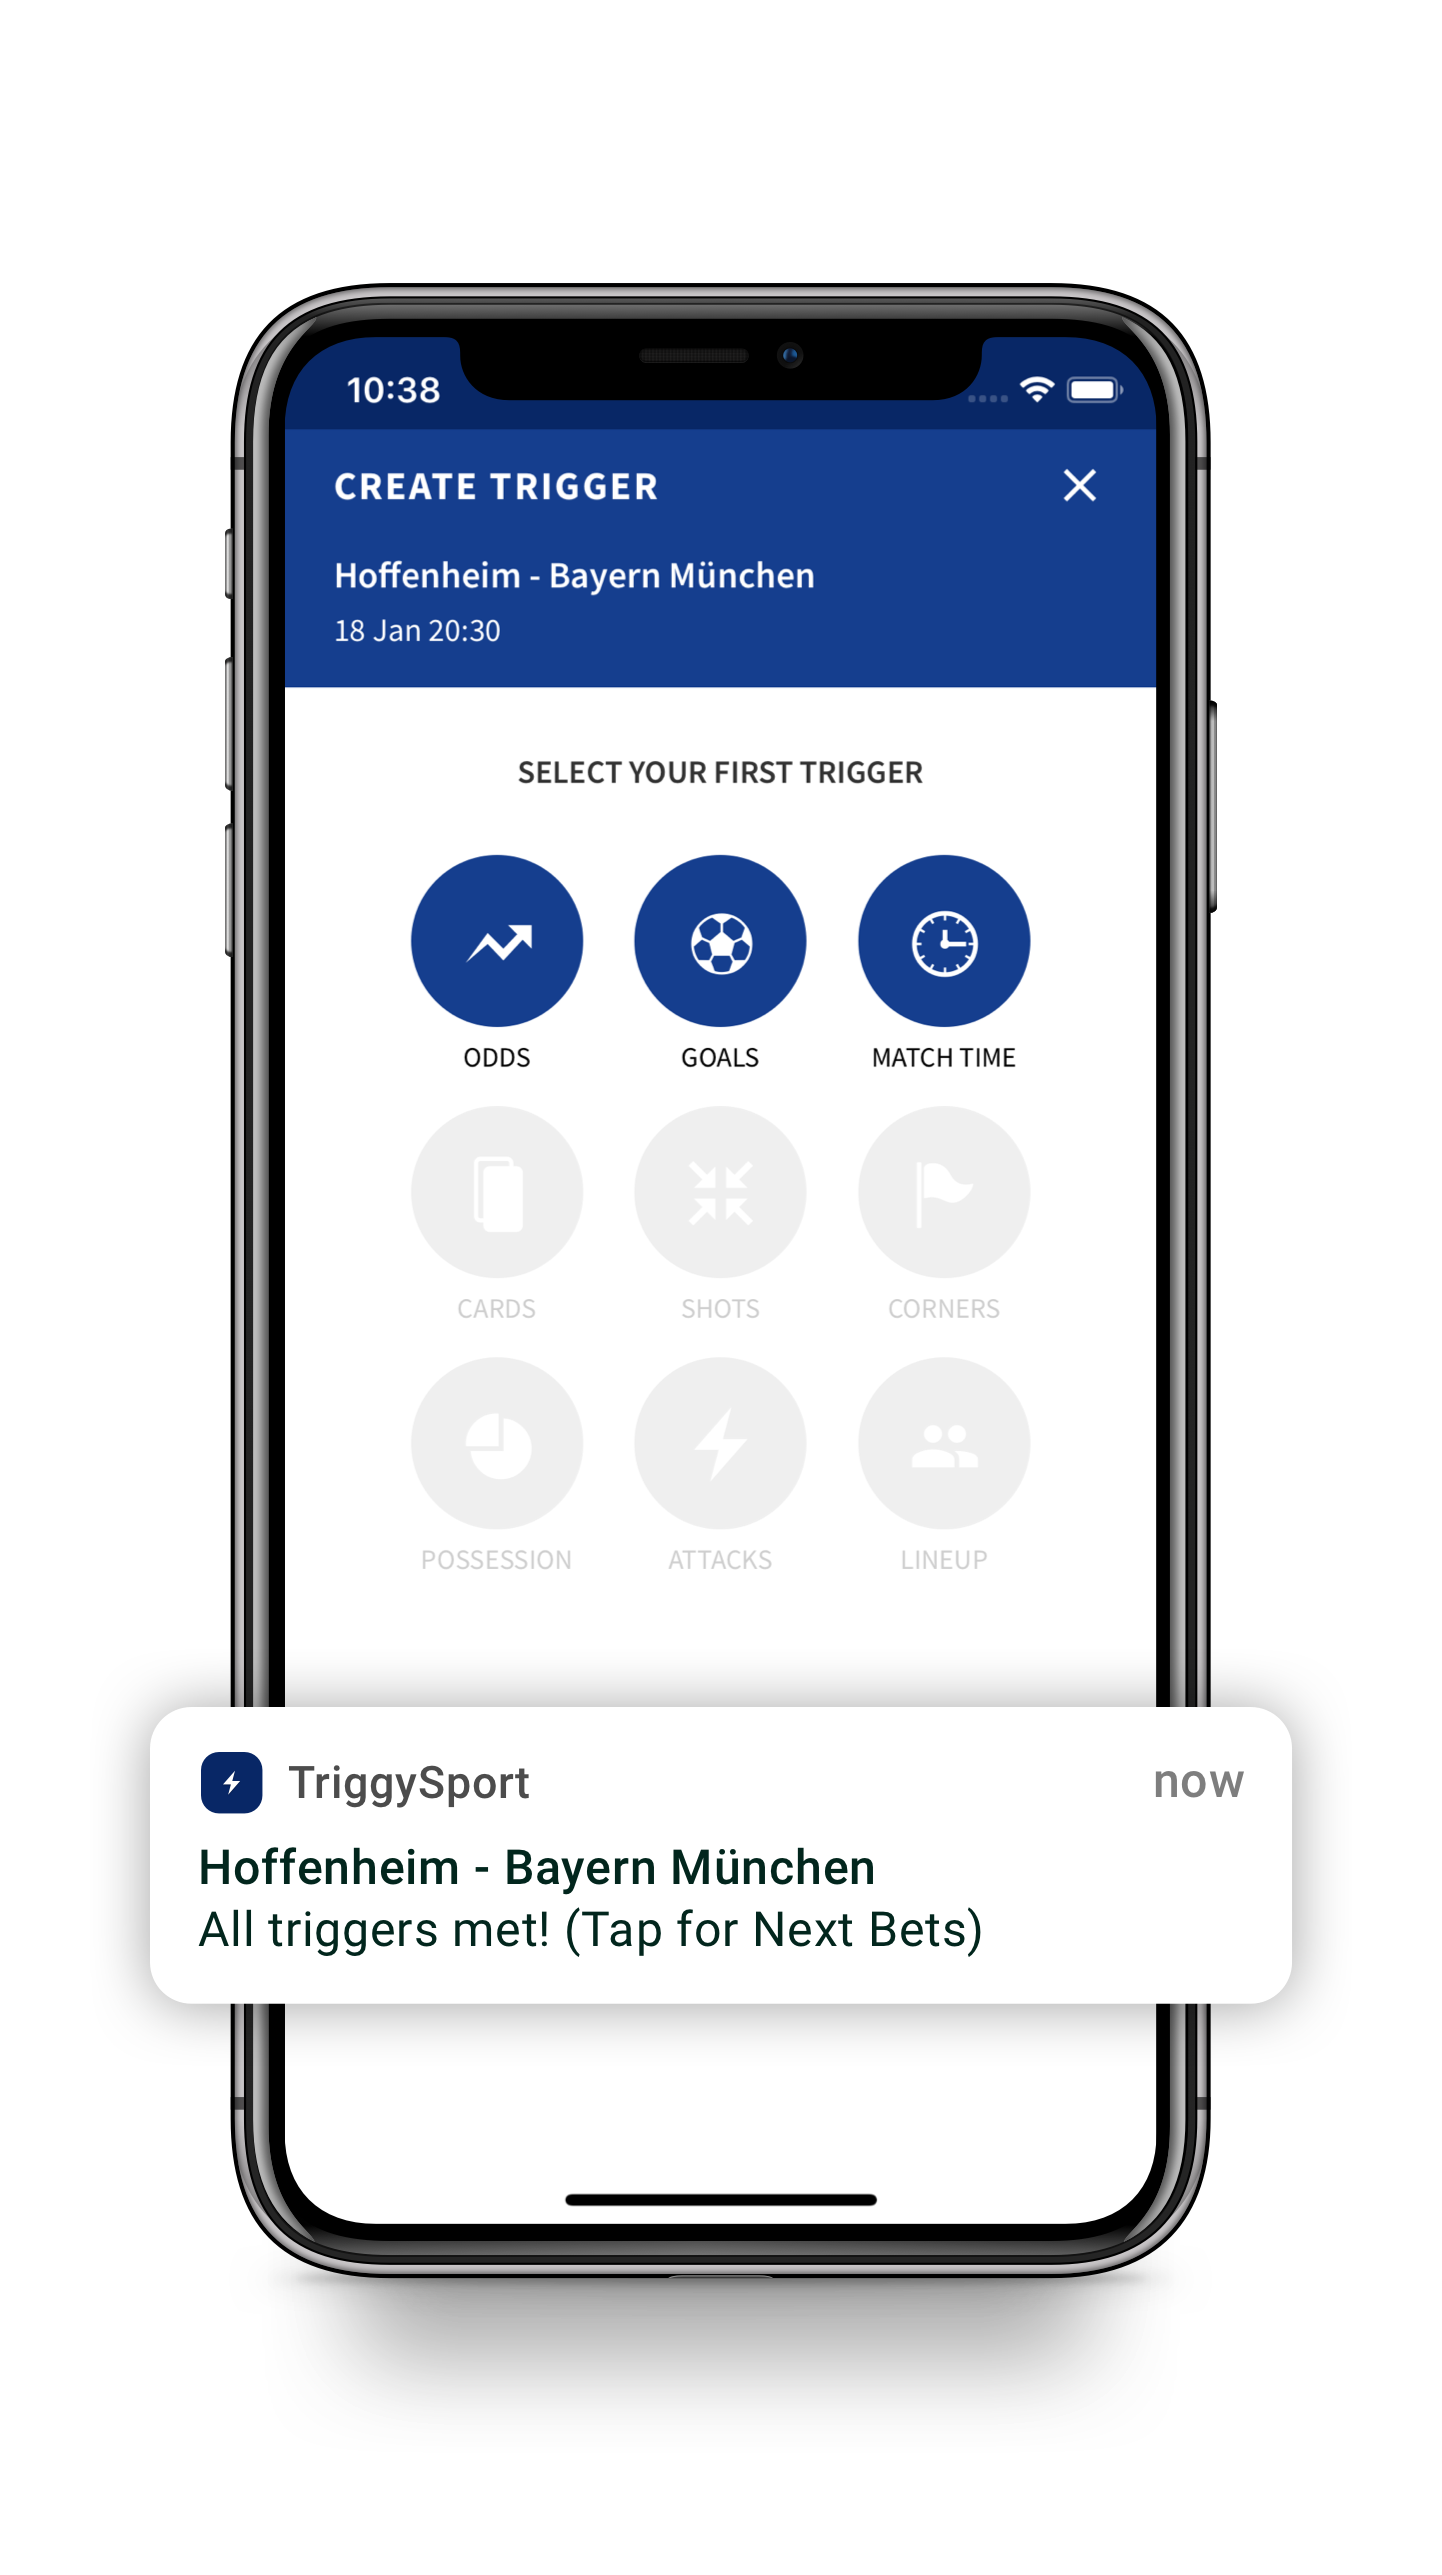 10:38
CREATE TRIGGER
Hoffenheim - Bayern München
18 Jan 20:30
SELECT YOUR FIRST TRIGGER
ODDS GOALS MATCH TIME
CARDS SHOTS CORNERS
POSSESSION ATTACKS LINEUP
TriggySport now
Hoffenheim - Bayern München
All triggers met! (Tap for Next Bets)